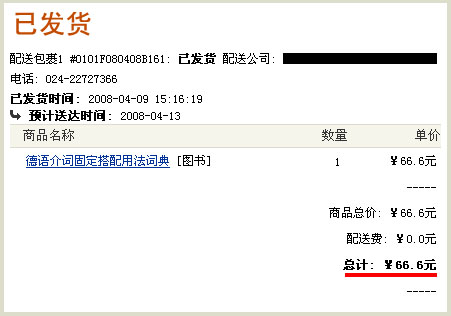 已发货
配送包裹1 #0101F080408B161: 已发货 配送公司:
电话: 024-22727366
已发货时间: 2008-04-09 15:16:19
预计送达时间: 2008-04-13
商品名称 数量 单价
德语介词固定搭配用法词典 [图书] 1 ￥66.6元
-----
商品总价: ￥66.6元
配送费: ￥0.0元
总计: ￥66.6元
-----